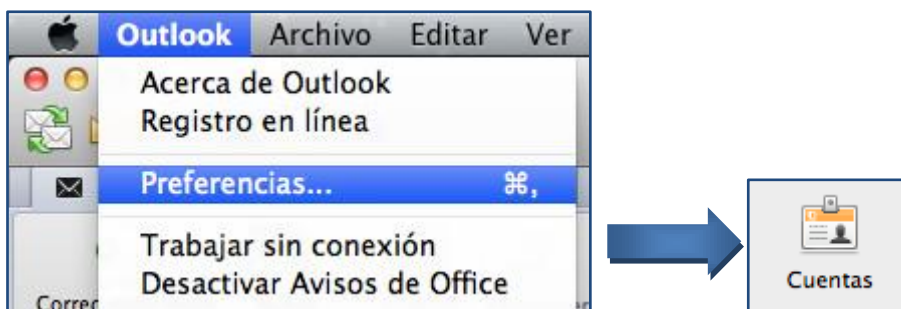 Outlook Archivo Editar Ver
Acerca de Outlook
Registro en línea
Preferencias... ⌘,
Trabajar sin conexión
Desactivar Avisos de Office
Cuentas